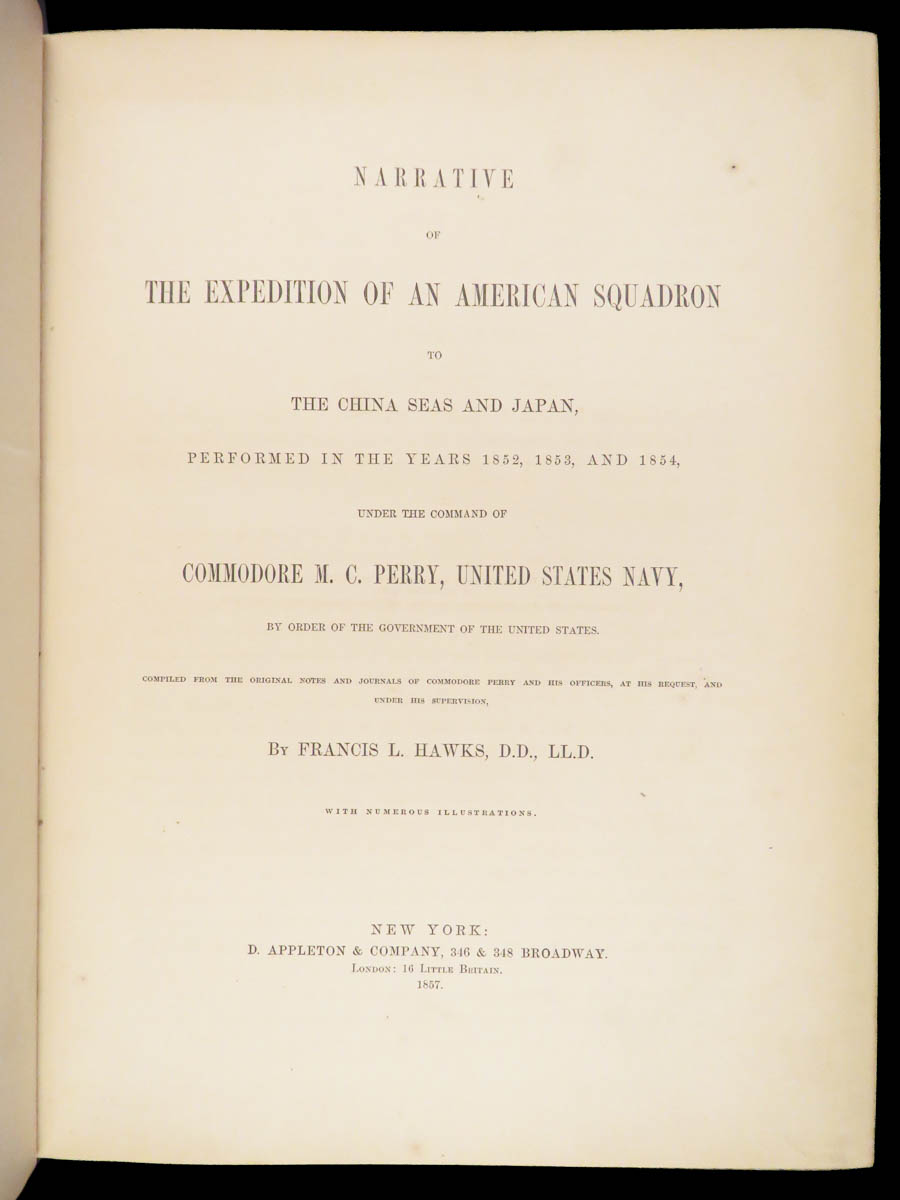 NARRATIVE
OF
THE EXPEDITION OF AN AMERICAN SQUADRON
TO
THE CHINA SEAS AND JAPAN,
PERFORMED IN THE YEARS 1852, 1853, AND 1854,
UNDER THE COMMAND OF
COMMODORE M. C. PERRY, UNITED STATES NAVY,
BY ORDER OF THE GOVERNMENT OF THE UNITED STATES.
COMPILED FROM THE ORIGINAL NOTES AND JOURNALS OF COMMODORE PERRY AND HIS OFFICERS, AT HIS REQUEST, AND
UNDER HIS SUPERVISION,
By FRANCIS L. HAWKS, D.D., LL.D.
WITH NUMEROUS ILLUSTRATIONS.
NEW YORK:
D. APPLETON & COMPANY, 346 & 348 BROADWAY.
London: 16 Little Britain.
1857.